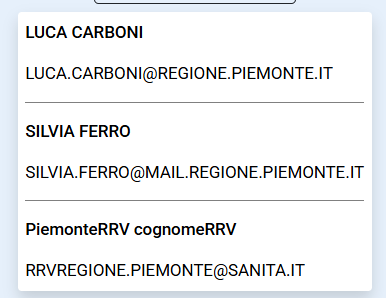 LUCA CARBONI
LUCA.CARBONI@REGIONE.PIEMONTE.IT
SILVIA FERRO
SILVIA.FERRO@MAIL.REGIONE.PIEMONTE.IT
PiemonteRRV cognomeRRV
RRVREGIONE.PIEMONTE@SANITA.IT